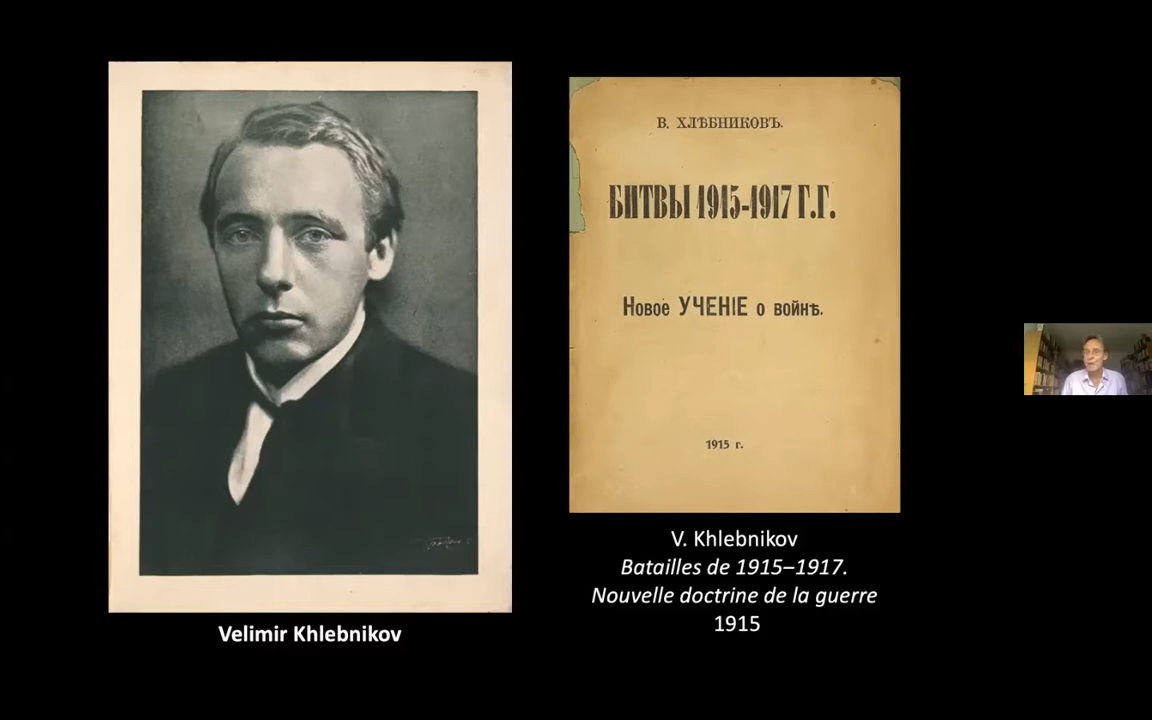 В. ХЛѢБНИКОВЪ.
БИТВЫ 1915-1917 Г.Г.
Новое УЧЕНІЕ о войнѣ.
1915 г.
V. Khlebnikov
Batailles de 1915–1917.
Nouvelle doctrine de la guerre
1915
Velimir Khlebnikov